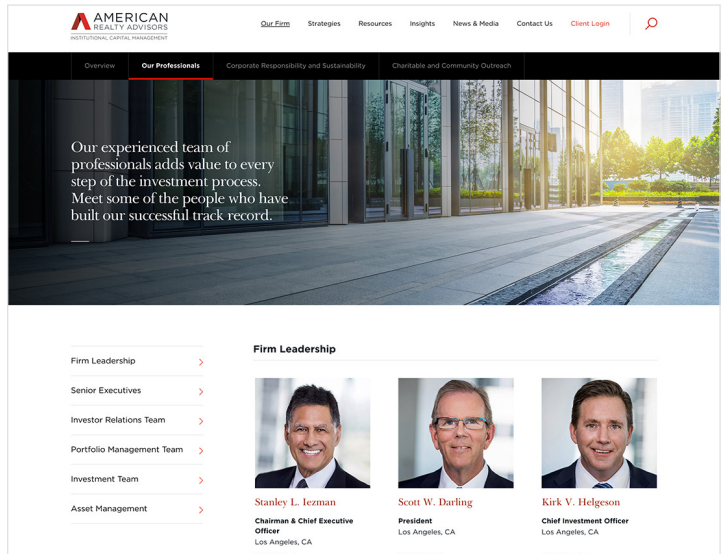 AMERICAN
REALTY ADVISORS
INSTITUTIONAL CAPITAL MANAGEMENT
Our Firm
Strategies
Resources
Insights
News & Media
Contact Us
Client Login
Overview
Our Professionals
Corporate Responsibility and Sustainability
Charitable and Community Outreach
Our experienced team of
professionals adds value to every
step of the investment process.
Meet some of the people who have
built our successful track record.
Firm Leadership
Senior Executives
Investor Relations Team
Portfolio Management Team
Investment Team
Asset Management
Firm Leadership
Stanley L. Iezman
Chairman & Chief Executive
Officer
Los Angeles, CA
Scott W. Darling
President
Los Angeles, CA
Kirk V. Helgeson
Chief Investment Officer
Los Angeles, CA